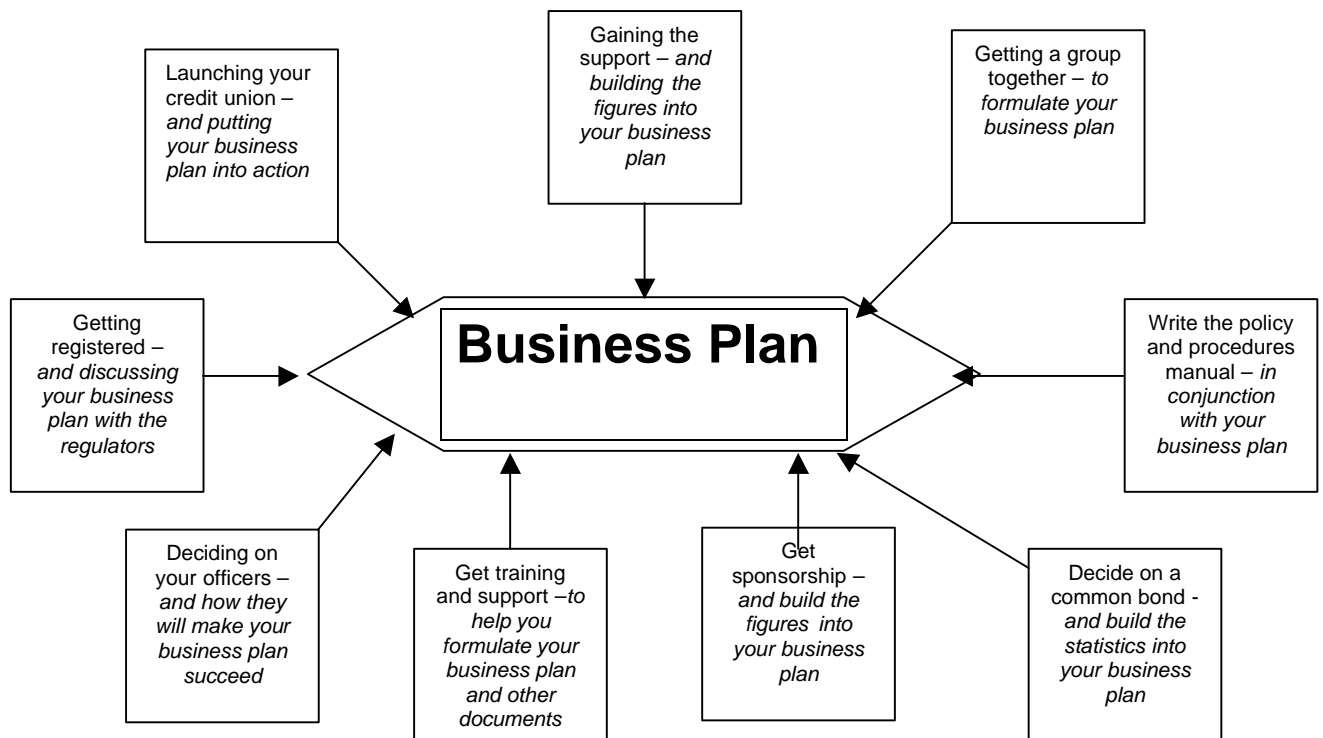 Launching your
credit union –
and putting
your business
plan into action
Gaining the
support – and
building the
figures into
your business
plan
Getting a group
together – to
formulate your
business plan
Getting
registered –
and discussing
your business
plan with the
regulators
Business Plan
Write the policy
and procedures
manual – in
conjunction
with your
business plan
Deciding on
your officers –
and how they
will make your
business plan
succeed
Get training
and support –to
help you
formulate your
business plan
and other
documents
Get
sponsorship –
and build the
figures into
your business
plan
Decide on a
common bond -
and build the
statistics into
your business
plan